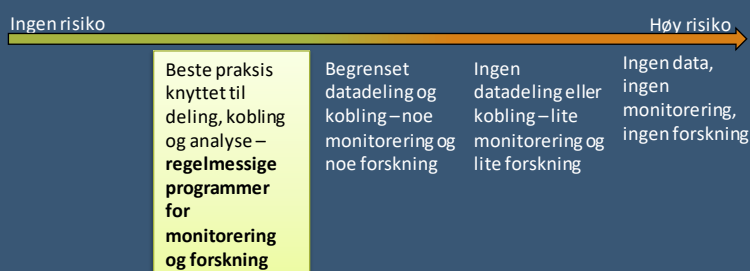 Ingen risiko
Høy risiko
Beste praksis
knyttet til
deling, kobling
og analyse –
regelmessige
programmer
for
monitorering
og forskning
Begrenset
datadeling og
kobling – noe
monitorering og
noe forskning
Ingen
datadeling eller
kobling – lite
monitorering og
lite forskning
Ingen data,
ingen
monitorering,
ingen forskning